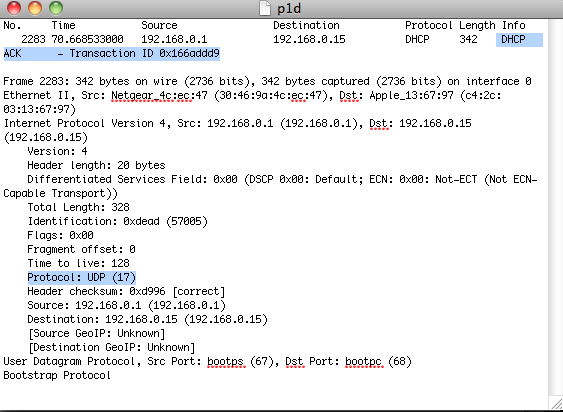 p1d
No. Time Source Destination Protocol Length Info
2283 70.668533000 192.168.0.1 192.168.0.15 DHCP 342 DHCP
ACK - Transaction ID 0x166addd9
Frame 2283: 342 bytes on wire (2736 bits), 342 bytes captured (2736 bits) on interface 0
Ethernet II, Src: Netgear_4c:ec:47 (30:46:9a:4c:ec:47), Dst: Apple_13:67:97 (c4:2c:
03:13:67:97)
Internet Protocol Version 4, Src: 192.168.0.1 (192.168.0.1), Dst: 192.168.0.15
(192.168.0.15)
Version: 4
Header length: 20 bytes
Differentiated Services Field: 0x00 (DSCP 0x00: Default; ECN: 0x00: Not-ECT (Not ECN-
Capable Transport))
Total Length: 328
Identification: 0xdead (57005)
Flags: 0x00
Fragment offset: 0
Time to live: 128
Protocol: UDP (17)
Header checksum: 0xd996 [correct]
Source: 192.168.0.1 (192.168.0.1)
Destination: 192.168.0.15 (192.168.0.15)
[Source GeoIP: Unknown]
[Destination GeoIP: Unknown]
User Datagram Protocol, Src Port: bootps (67), Dst Port: bootpc (68)
Bootstrap Protocol